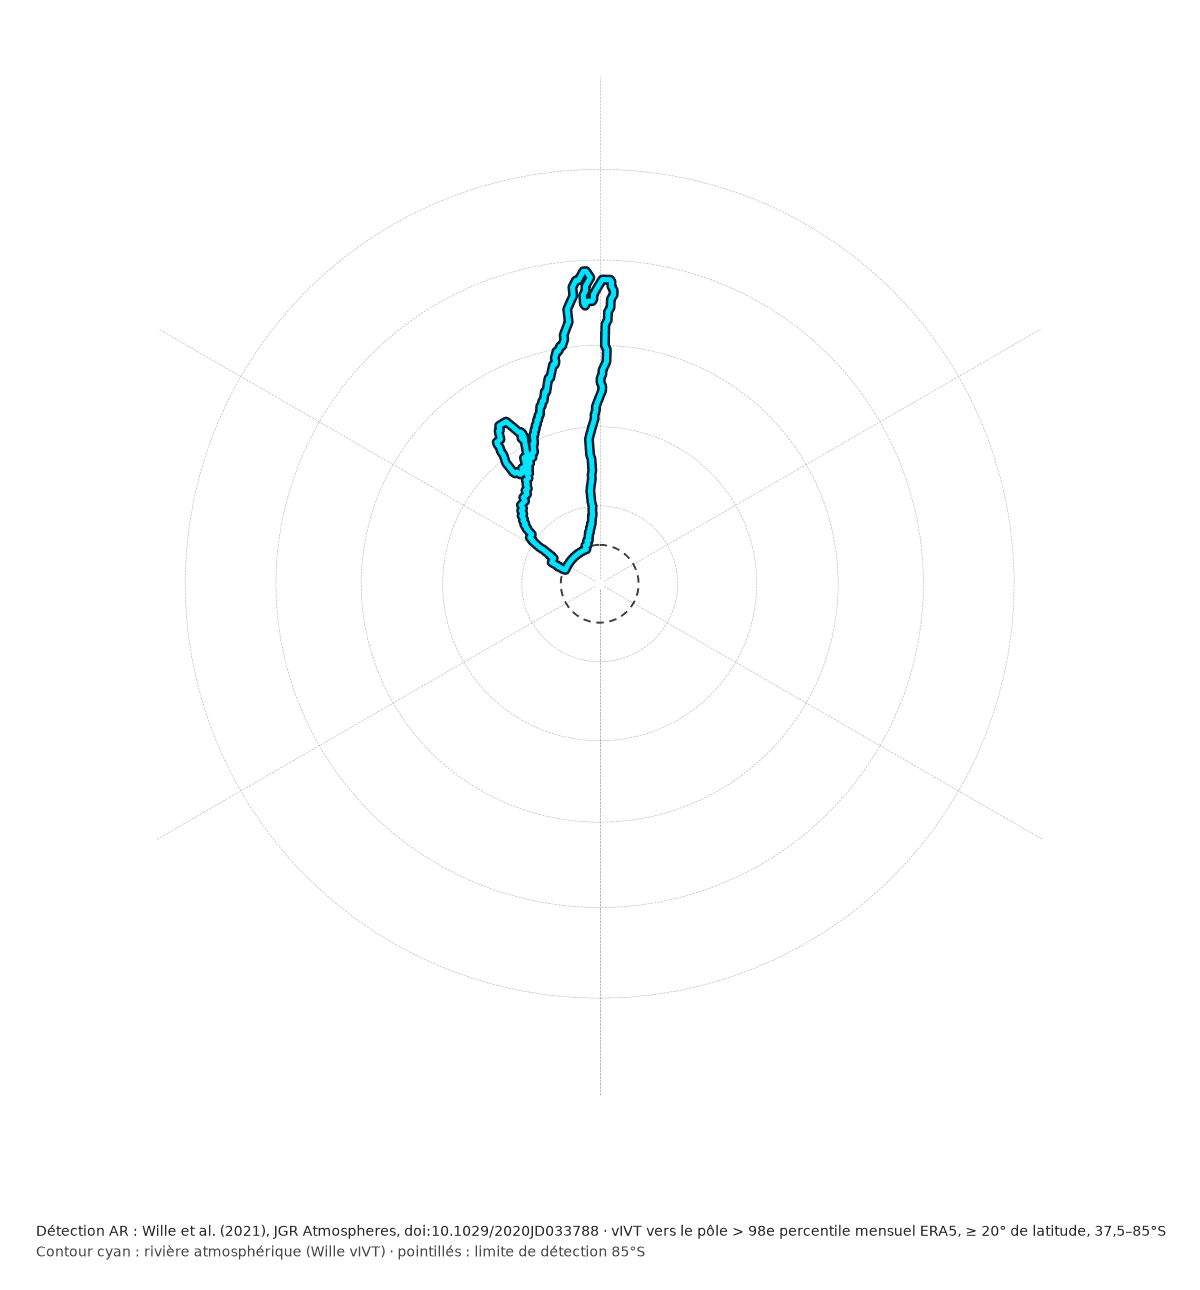 Détection AR : Wille et al. (2021), JGR Atmospheres, doi:10.1029/2020JD033788 · vIVT vers le pôle > 98e percentile mensuel ERA5, ≥ 20° de latitude, 37,5–85°S
Contour cyan : rivière atmosphérique (Wille vIVT) · pointillés : limite de détection 85°S